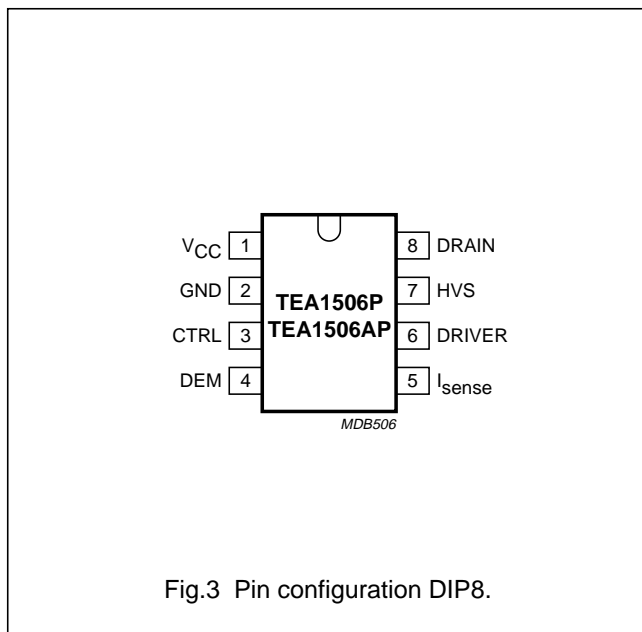 VCC 1 8 DRAIN
GND 2 7 HVS
TEA1506P
CTRL 3 TEA1506AP 6 DRIVER
DEM 4 5 Isense
MDB506
Fig.3 Pin configuration DIP8.